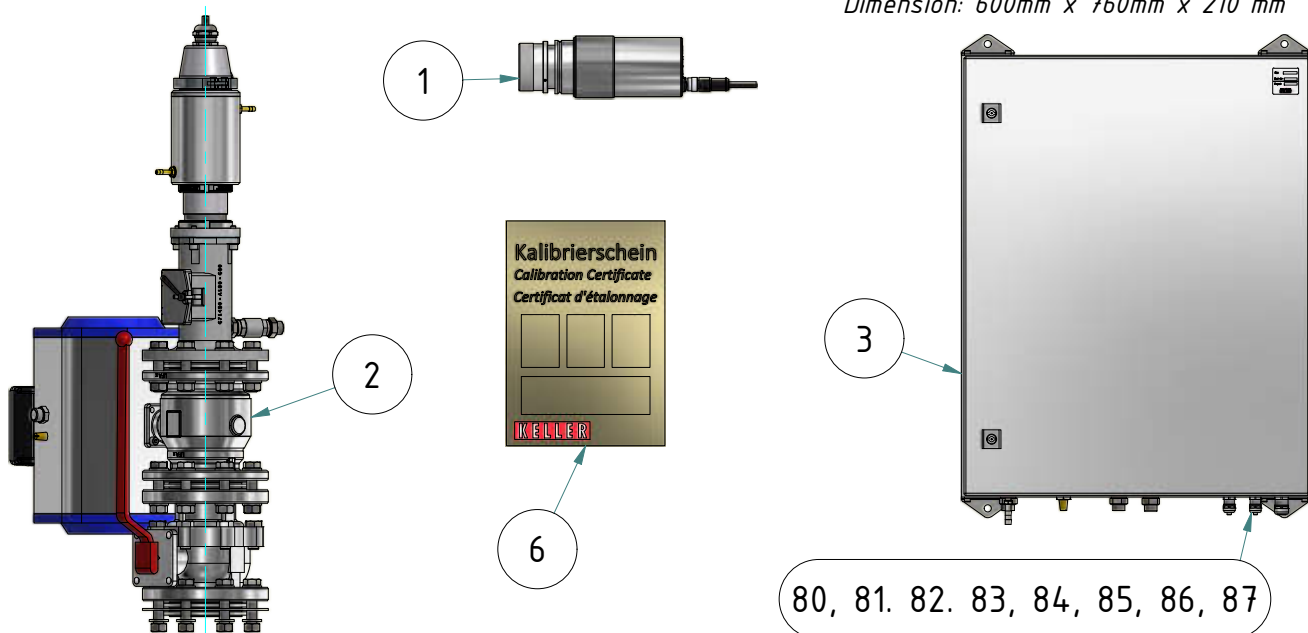 Dimension: 600mm x 760mm x 210 mm
1
Kalibrierschein
Calibration Certificate
Certificat d'étalonnage
2
3
KELLER
6
80, 81. 82. 83, 84, 85, 86, 87